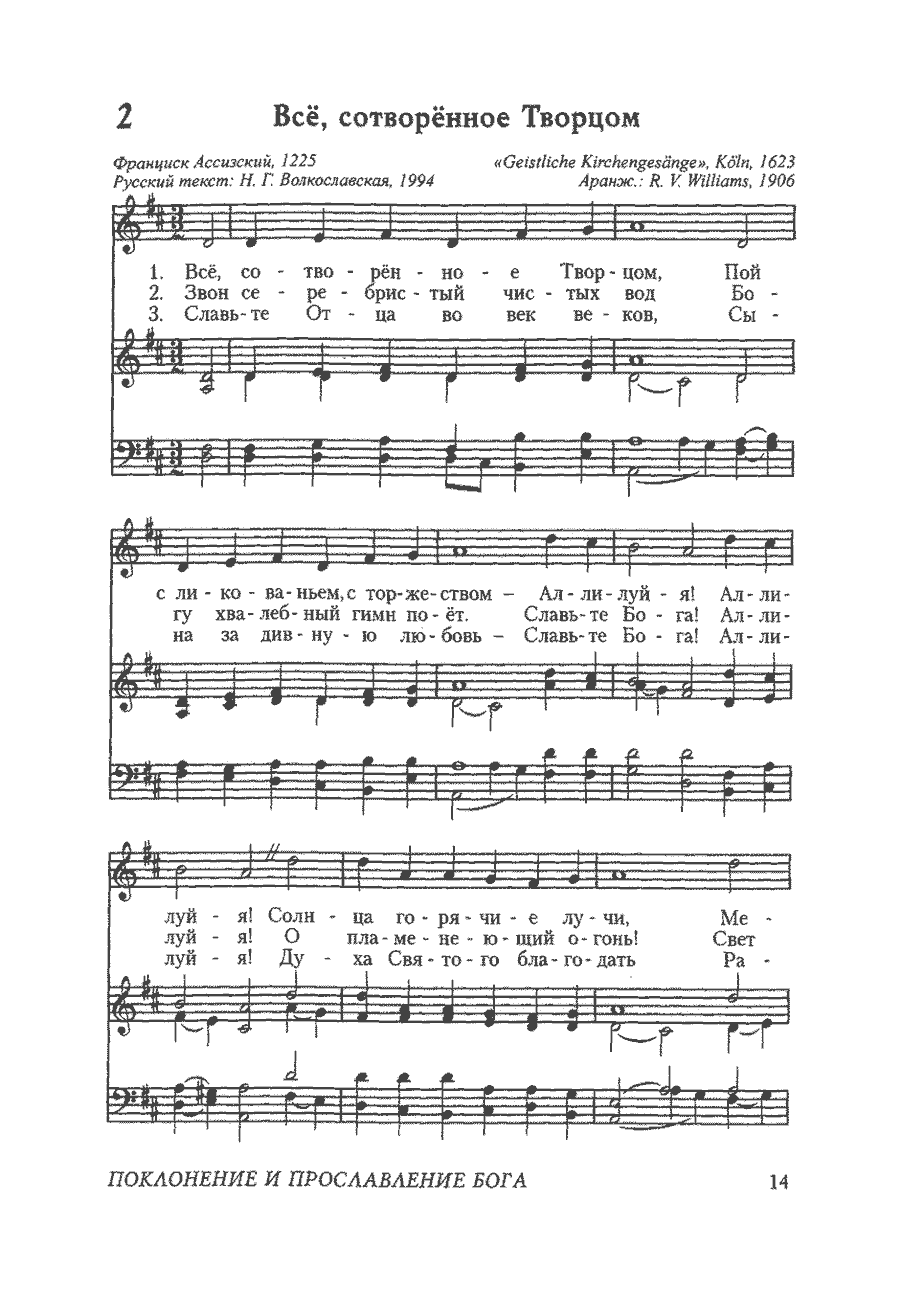 2 Всё, сотворённое Творцом
Франциск Ассизский, 1225 «Geistliche Kirchengesänge», Köln, 1623
Русский текст: Н. Г. Волкославская, 1994 Аранж.: R. V. Williams, 1906
1. Всё, со - тво - рён - но - е Твор - цом, Пой
2. Звон се - ре - брис - тый чис - тых вод Бо -
3. Славь - те От - ца во век ве - ков, Сы -
с ли - ко - ва - ньем, с тор - же - ством – Ал - ли - луй - я! Ал - ли -
гу хва - леб - ный гимн по - ёт. Славь - те Бо - га! Ал - ли -
на за див - ну - ю лю - бовь – Славь - те Бо - га! Ал - ли -
луй - я! Солн - ца го - ря - чи - е лу - чи, Ме -
луй - я! О пла - ме - не - ю - щий о - гонь! Свет
луй - я! Ду - ха Свя - то - го бла - го - дать Ра -
ПОКЛОНЕНИЕ И ПРОСЛАВЛЕНИЕ БОГА 14